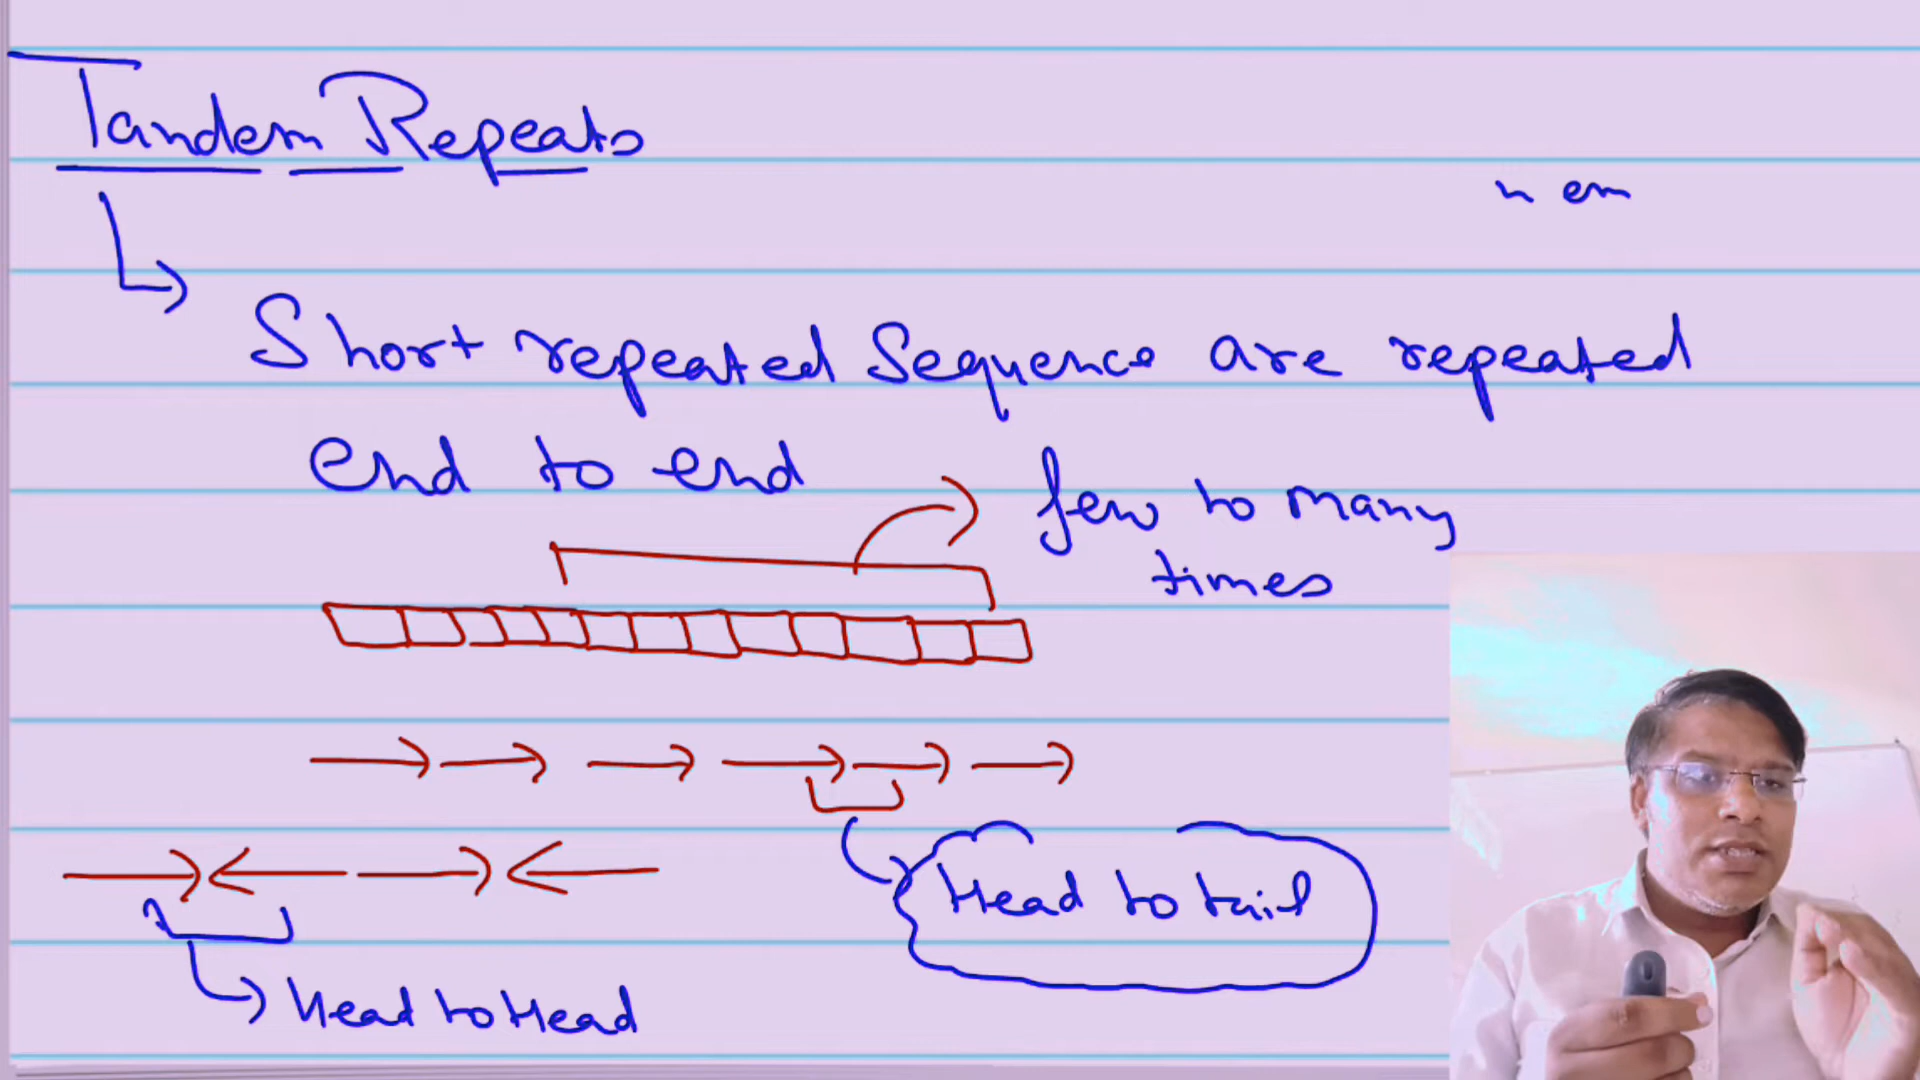 Tandem Repeats
Short repeated Sequence are repeated
end to end
few to many
times
Head to tail
Head to Head